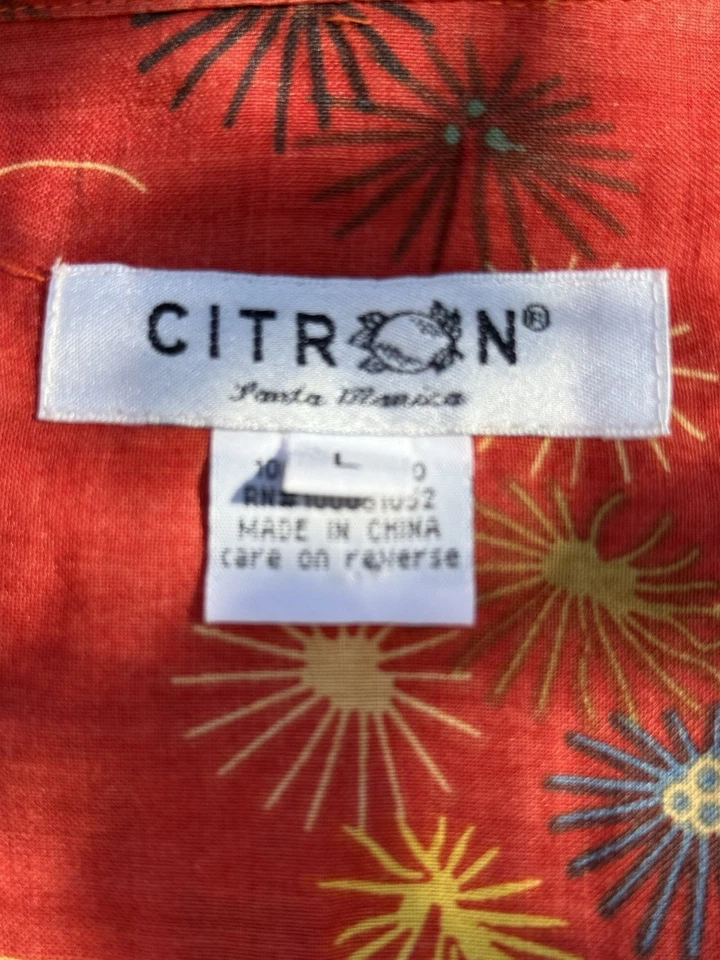 CITRON®
Santa Monica
L
MADE IN CHINA
care on reverse